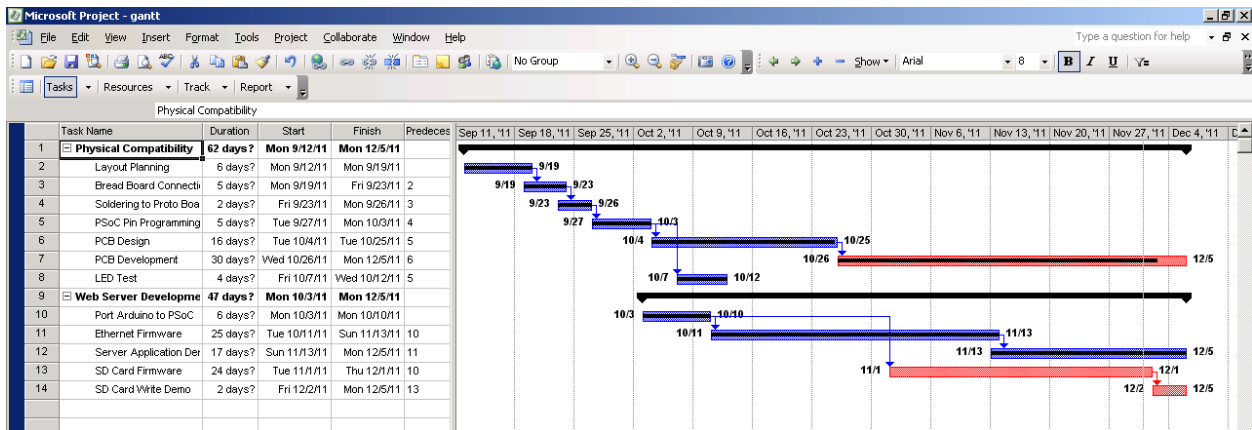 Microsoft Project - gantt
File Edit View Insert Format Tools Project Collaborate Window Help Type a question for help
No Group Show Arial 8 B I U
Tasks Resources Track Report
Physical Compatibility
Task Name Duration Start Finish Predeces Sep 11, '11 Sep 18, '11 Sep 25, '11 Oct 2, '11 Oct 9, '11 Oct 16, '11 Oct 23, '11 Oct 30, '11 Nov 6, '11 Nov 13, '11 Nov 20, '11 Nov 27, '11 Dec 4, '11 D
1 Physical Compatibility 62 days? Mon 9/12/11 Mon 12/5/11
2 Layout Planning 6 days? Mon 9/12/11 Mon 9/19/11 9/19
3 Bread Board Connecti 5 days? Mon 9/19/11 Fri 9/23/11 2 9/19 9/23
4 Soldering to Proto Boa 2 days? Fri 9/23/11 Mon 9/26/11 3 9/23 9/26
5 PSoC Pin Programming 5 days? Tue 9/27/11 Mon 10/3/11 4 9/27 10/3
6 PCB Design 16 days? Tue 10/4/11 Tue 10/25/11 5 10/4 10/25
7 PCB Development 30 days? Wed 10/26/11 Mon 12/5/11 6 10/26 12/5
8 LED Test 4 days? Fri 10/7/11 Wed 10/12/11 5 10/7 10/12
9 Web Server Developme 47 days? Mon 10/3/11 Mon 12/5/11
10 Port Arduino to PSoC 6 days? Mon 10/3/11 Mon 10/10/11 10/3 10/10
11 Ethernet Firmware 25 days? Tue 10/11/11 Sun 11/13/11 10 10/11 11/13
12 Server Application Der 17 days? Sun 11/13/11 Mon 12/5/11 11 11/13 12/5
13 SD Card Firmware 24 days? Tue 11/1/11 Thu 12/1/11 10 11/1 12/1
14 SD Card Write Demo 2 days? Fri 12/2/11 Mon 12/5/11 13 12/2 12/5